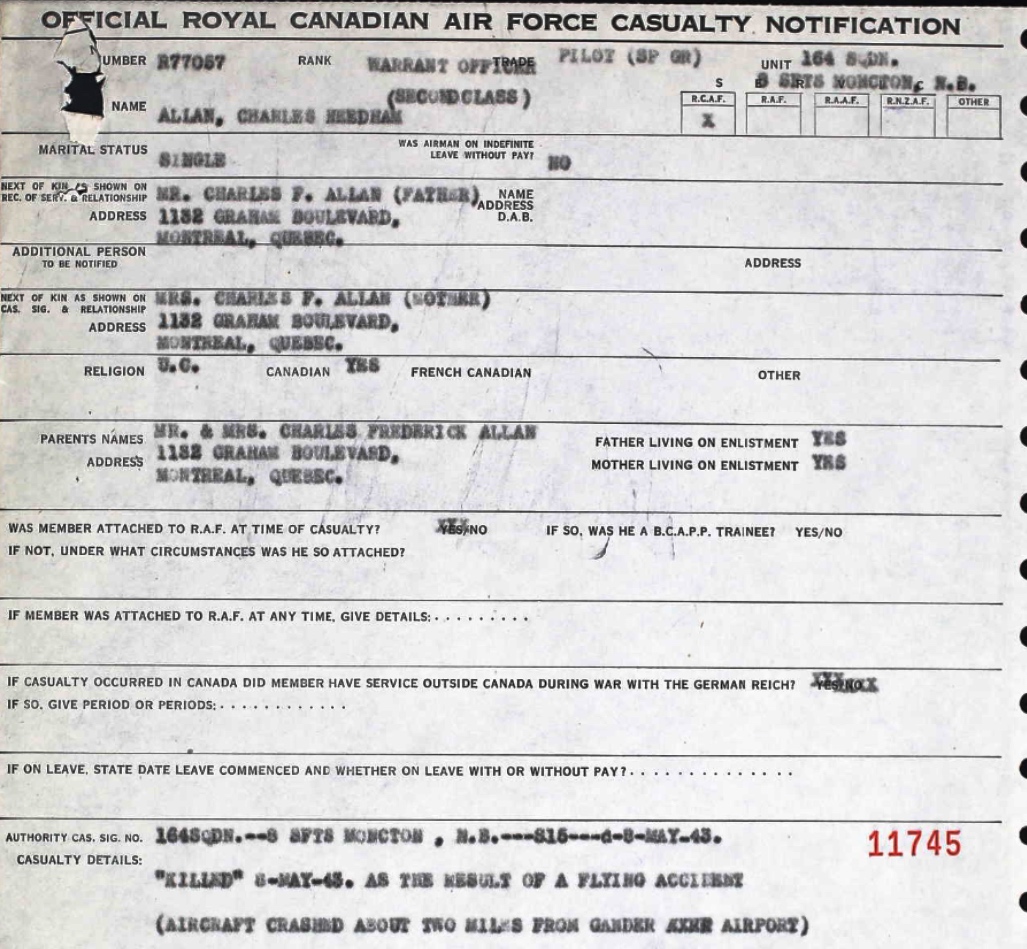 OFFICIAL ROYAL CANADIAN AIR FORCE CASUALTY NOTIFICATION
UMBER R77057 RANK WARRANT OFFICER TRADE PILOT (SP GR) UNIT 164 SQDN.
(SECOND CLASS) S 8 SFTS MONCTON, N.B.
NAME ALLAN, CHARLES NEEDHAM R.C.A.F. R.A.F. R.A.A.F. R.N.Z.A.F. OTHER
X
MARITAL STATUS SINGLE WAS AIRMAN ON INDEFINITE
LEAVE WITHOUT PAY? NO
NEXT OF KIN AS SHOWN ON
REC. OF SERV. & RELATIONSHIP MR. CHARLES F. ALLAN (FATHER) NAME
ADDRESS 1132 GRAHAM BOULEVARD, ADDRESS
MONTREAL, QUEBEC. D.A.B.
ADDITIONAL PERSON
TO BE NOTIFIED ADDRESS
NEXT OF KIN AS SHOWN ON
CAS. SIG. & RELATIONSHIP MRS. CHARLES F. ALLAN (MOTHER)
ADDRESS 1132 GRAHAM BOULEVARD,
MONTREAL, QUEBEC.
RELIGION U.C. CANADIAN YES FRENCH CANADIAN OTHER
PARENTS NAMES MR. & MRS. CHARLES FREDERICK ALLAN FATHER LIVING ON ENLISTMENT YES
ADDRESS 1132 GRAHAM BOULEVARD, MOTHER LIVING ON ENLISTMENT YES
MONTREAL, QUEBEC.
WAS MEMBER ATTACHED TO R.A.F. AT TIME OF CASUALTY? YES/NO IF SO, WAS HE A B.C.A.P.P. TRAINEE? YES/NO
IF NOT, UNDER WHAT CIRCUMSTANCES WAS HE SO ATTACHED?
IF MEMBER WAS ATTACHED TO R.A.F. AT ANY TIME, GIVE DETAILS:.........
IF CASUALTY OCCURRED IN CANADA DID MEMBER HAVE SERVICE OUTSIDE CANADA DURING WAR WITH THE GERMAN REICH? YES/NO
IF SO, GIVE PERIOD OR PERIODS:............
IF ON LEAVE, STATE DATE LEAVE COMMENCED AND WHETHER ON LEAVE WITH OR WITHOUT PAY?..............
AUTHORITY CAS. SIG. NO. 164SQDN.--8 SFTS MONCTON , N.B.---S15---d-8-MAY-43. 11745
CASUALTY DETAILS:
"KILLED" 8-MAY-43. AS THE RESULT OF A FLYING ACCIDENT
(AIRCRAFT CRASHED ABOUT TWO MILES FROM GANDER AIRPORT)